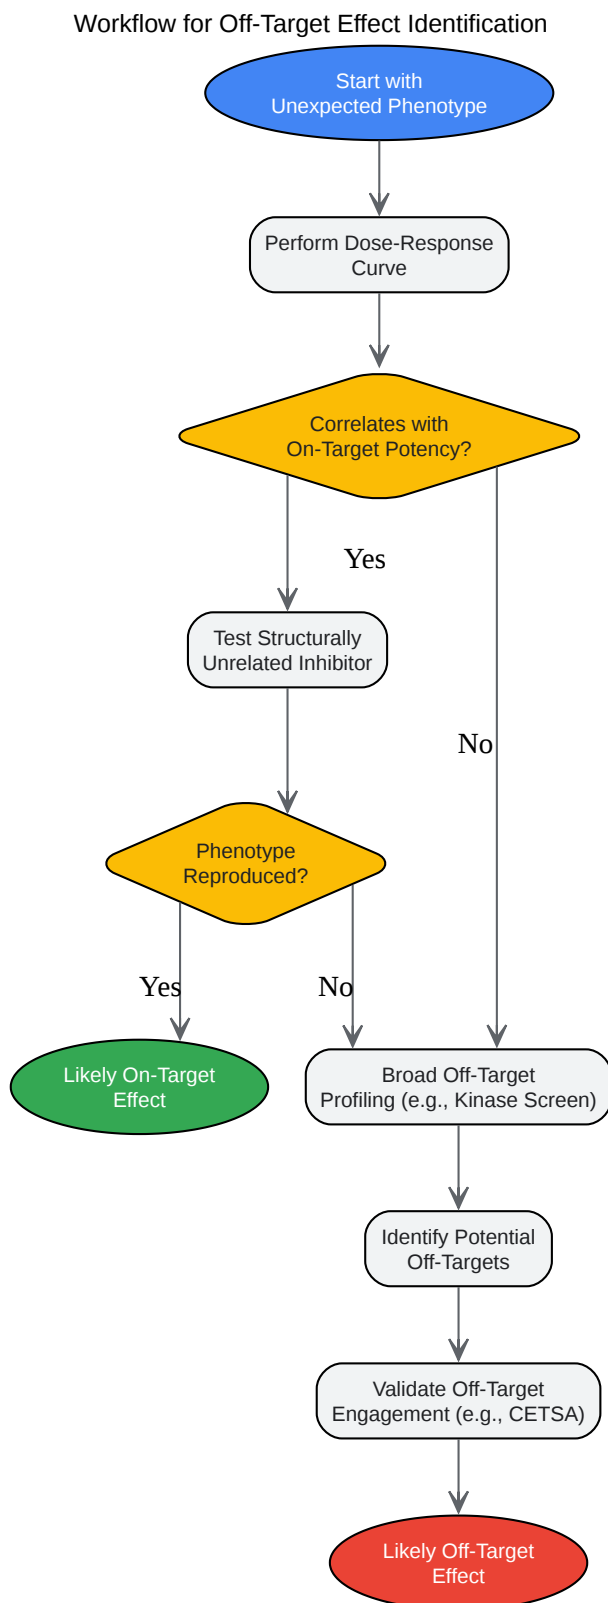 Workflow for Off-Target Effect Identification
Start with
Unexpected Phenotype
Perform Dose-Response
Curve
Correlates with
On-Target Potency?
Yes
Test Structurally
Unrelated Inhibitor
No
Phenotype
Reproduced?
Yes
No
Likely On-Target
Effect
Broad Off-Target
Profiling (e.g., Kinase Screen)
Identify Potential
Off-Targets
Validate Off-Target
Engagement (e.g., CETSA)
Likely Off-Target
Effect